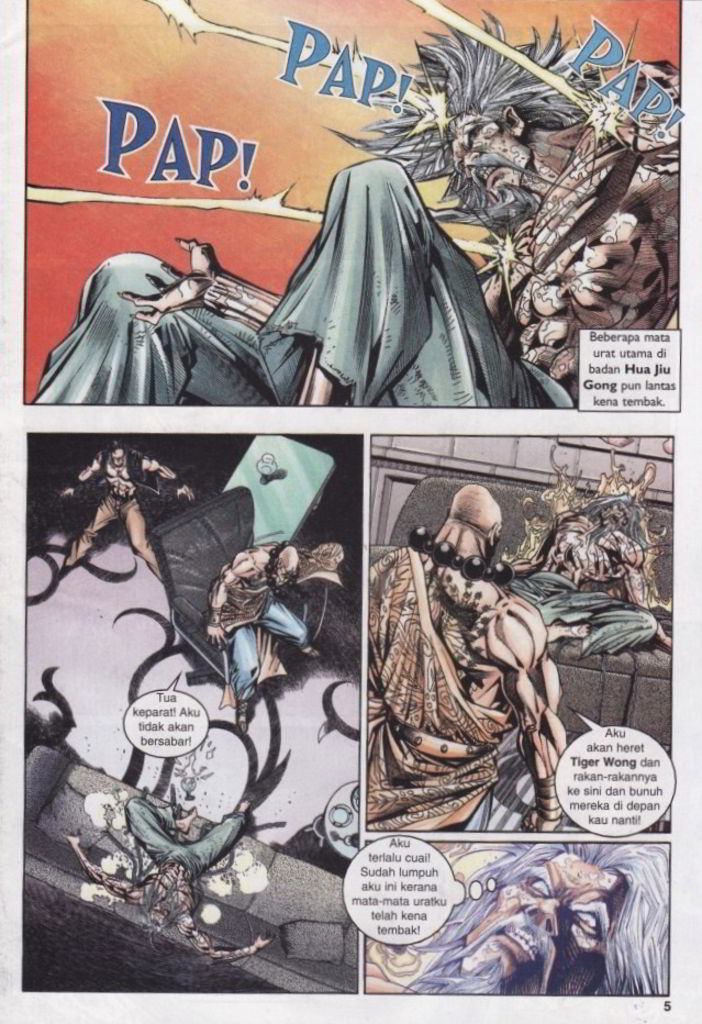 PAP!
PAP!
PAP!
Beberapa mata
urat utama di
badan Hua Jiu
Gong pun lantas
kena tembak.
Tua
keparat! Aku
tidak akan
bersabar!
Aku
akan heret
Tiger Wong dan
rakan-rakannya
ke sini dan bunuh
mereka di depan
kau nanti!
Aku
terlalu cuai!
Sudah lumpuh
aku ini kerana
mata-mata uratku
telah kena
tembak!
5